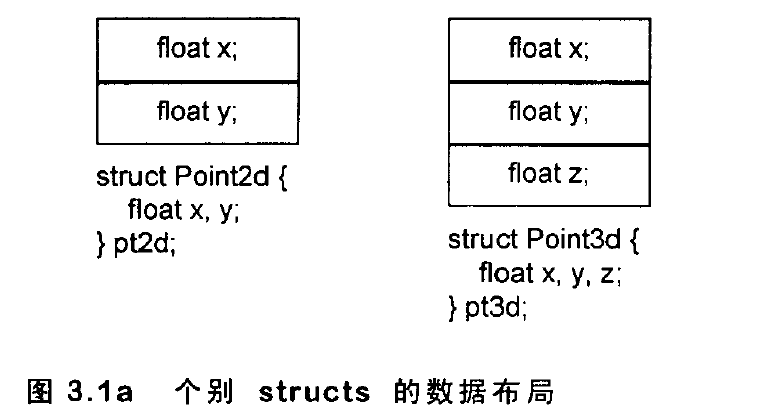 float x;
float y;
struct Point2d {
float x, y;
} pt2d;
float x;
float y;
float z;
struct Point3d {
float x, y, z;
} pt3d;
图 3.1a 个别 structs 的数据布局